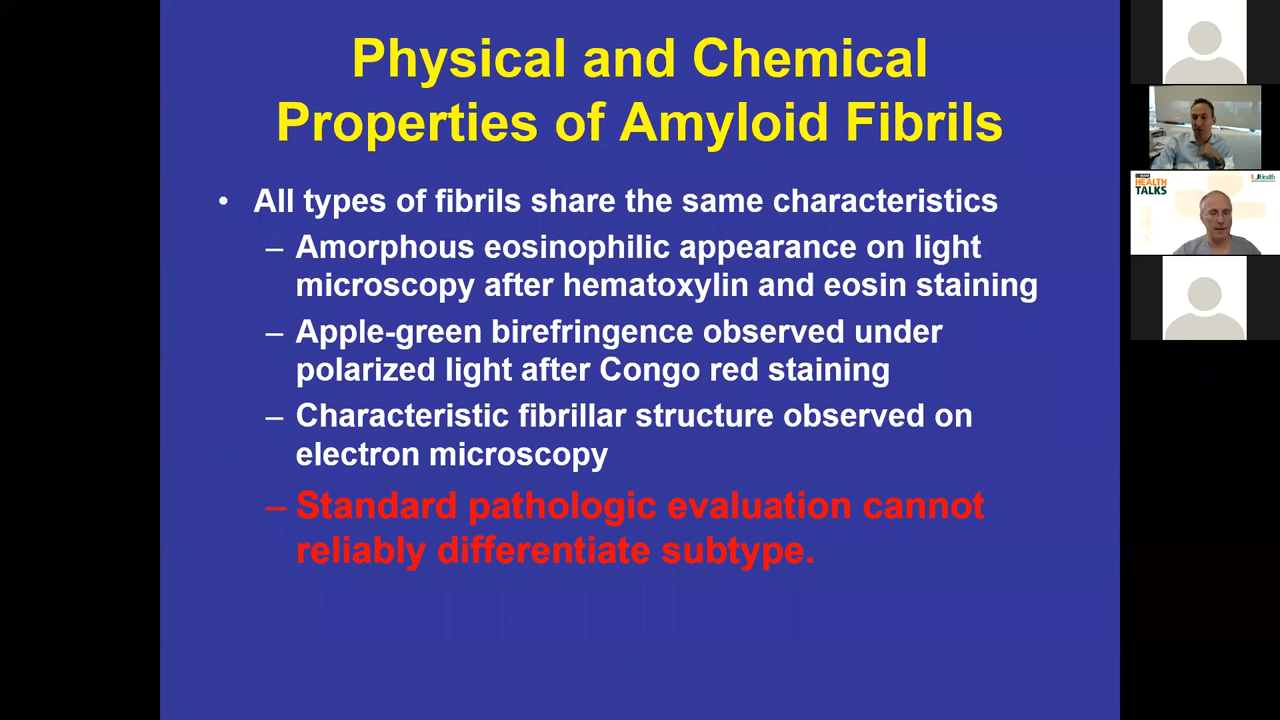 Physical and Chemical
Properties of Amyloid Fibrils
• All types of fibrils share the same characteristics
– Amorphous eosinophilic appearance on light
microscopy after hematoxylin and eosin staining
– Apple-green birefringence observed under
polarized light after Congo red staining
– Characteristic fibrillar structure observed on
electron microscopy
– Standard pathologic evaluation cannot
reliably differentiate subtype.
HEALTH
TALKS
UHealth